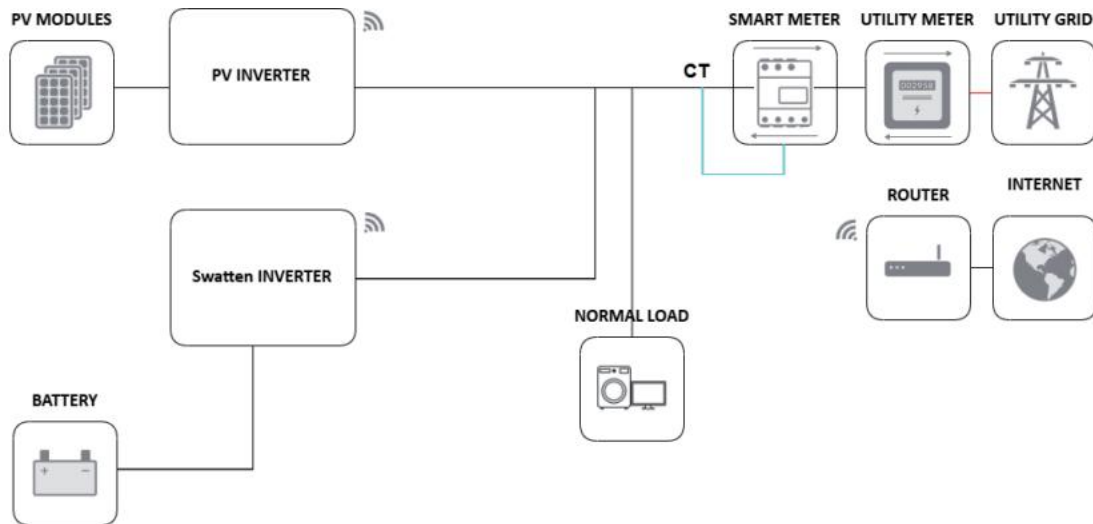 PV MODULES
SMART METER
UTILITY METER
UTILITY GRID
PV INVERTER
CT
ROUTER
INTERNET
Swatten INVERTER
NORMAL LOAD
BATTERY
+ −